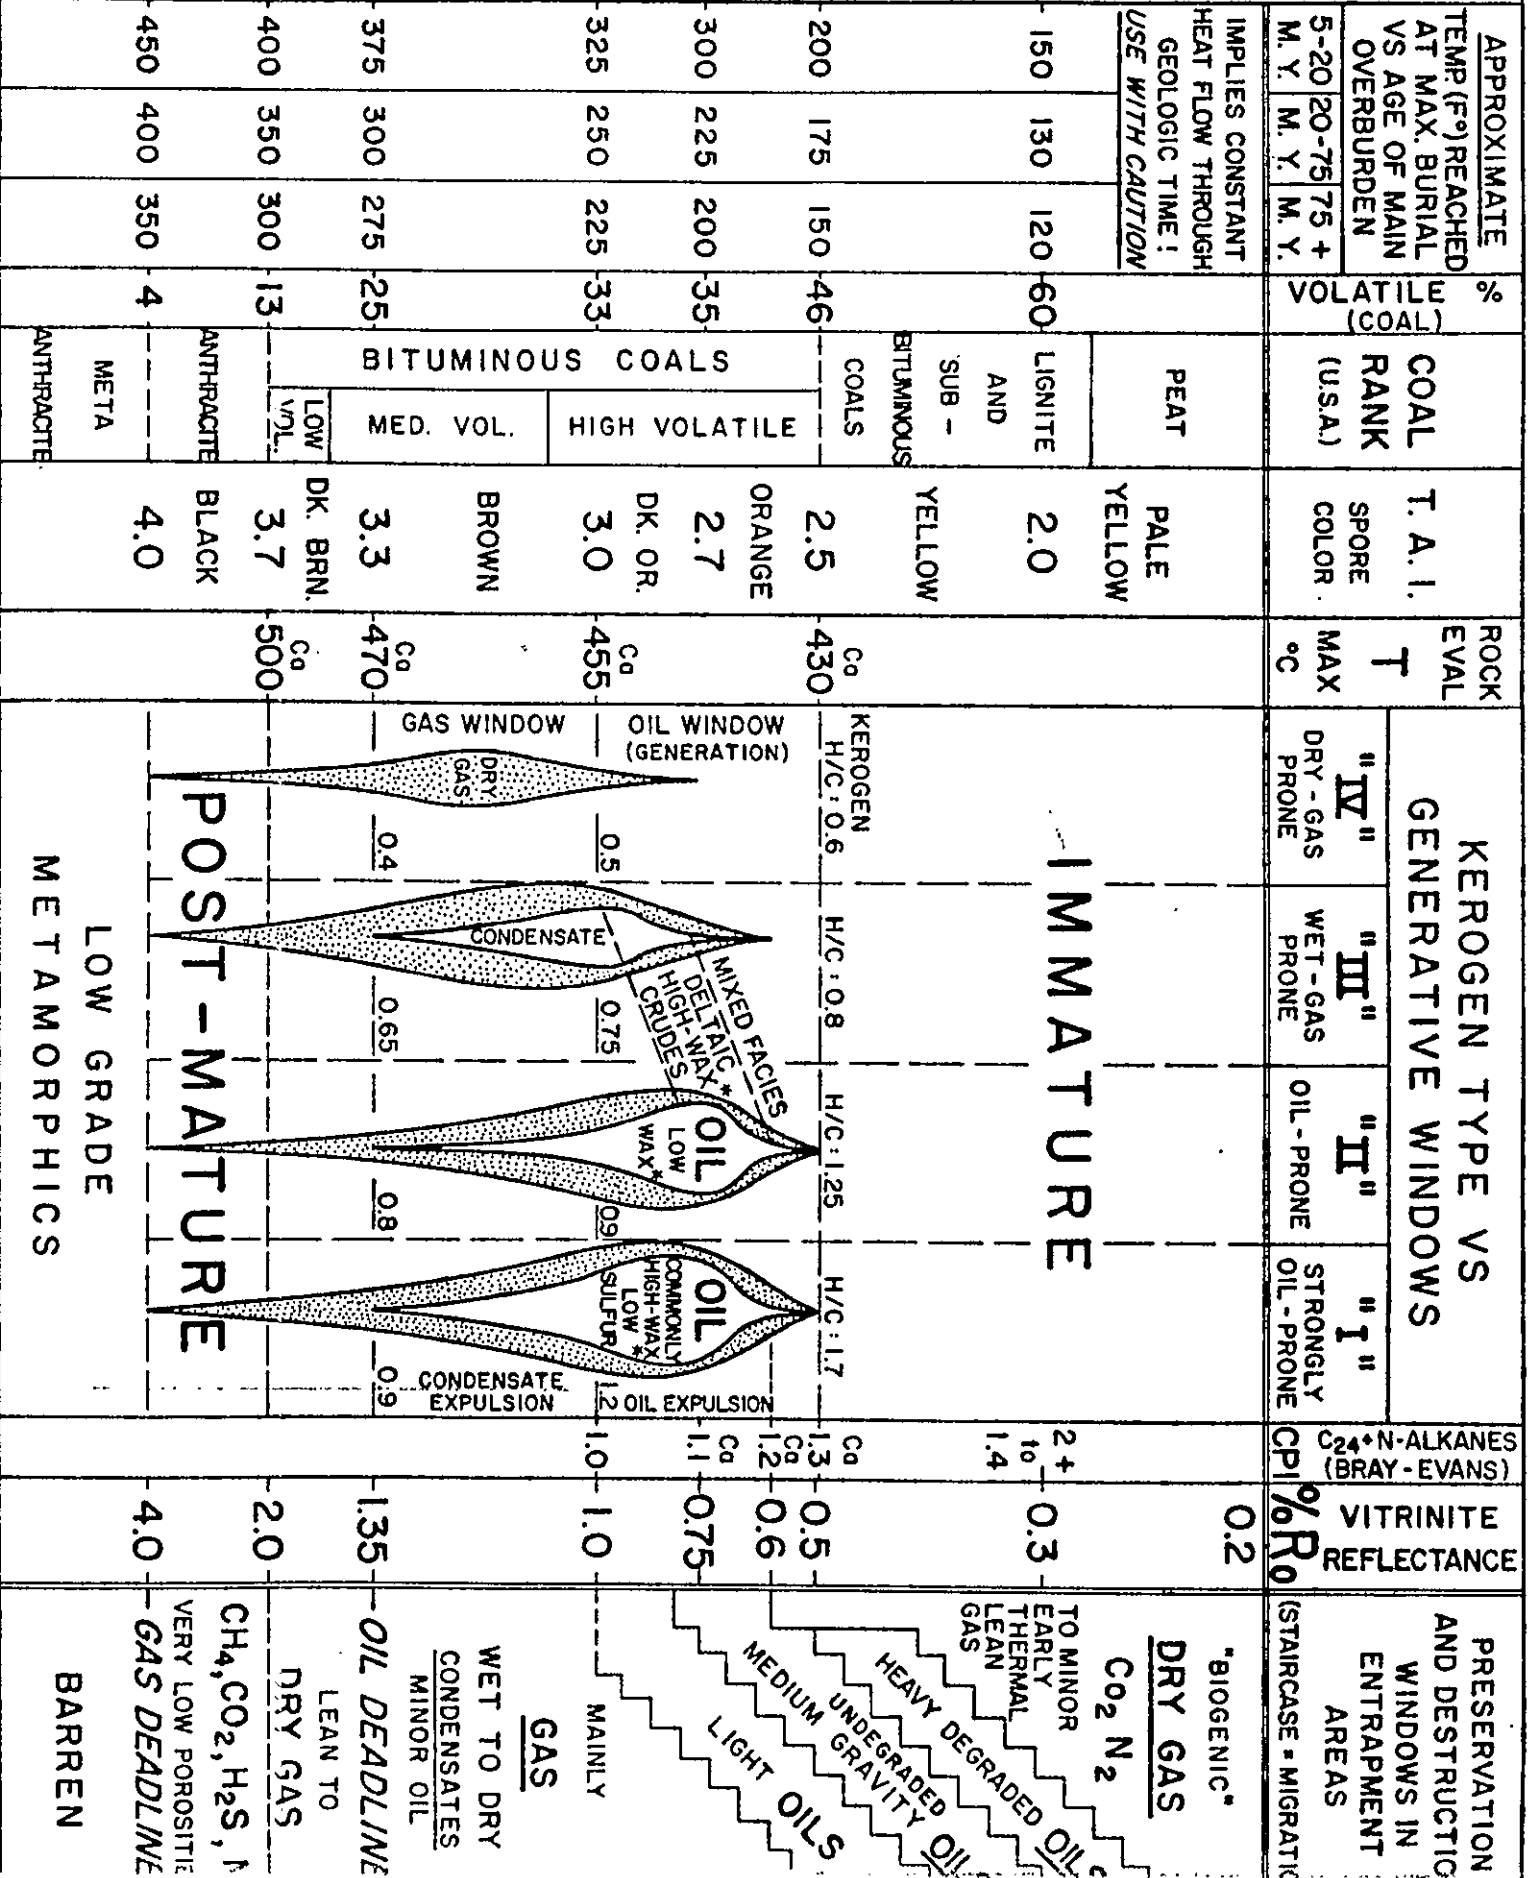 APPROXIMATE
TEMP. (F°) REACHED
AT MAX. BURIAL
VS AGE OF MAIN
OVERBURDEN
5-20 20-75 75 +
M. Y. M. Y. M. Y.
IMPLIES CONSTANT
HEAT FLOW THROUGH
GEOLOGIC TIME!
USE WITH CAUTION
150 130 120
200 175 150
300 225 200
325 250 225
375 300 275
400 350 300
450 400 350
%
VOLATILE
(COAL)
60
46
35
33
25
13
4
COAL
RANK
(U.S.A.)
PEAT
LIGNITE
AND
SUB -
BITUMINOUS
COALS
BITUMINOUS COALS
HIGH VOLATILE
MED. VOL.
LOW
VOL.
ANTHRACITE
META
ANTHRACITE
T. A. I.
SPORE
COLOR
PALE
YELLOW
2.0
YELLOW
2.5
ORANGE
2.7
DK. OR.
3.0
BROWN
3.3
DK. BRN.
3.7
BLACK
4.0
ROCK
EVAL
T
MAX
°C
Ca
430
Ca
455
Ca
470
Ca
500
KEROGEN TYPE VS
GENERATIVE WINDOWS
"IV"
DRY - GAS
PRONE
"III"
WET - GAS
PRONE
"II"
OIL - PRONE
"I"
STRONGLY
OIL - PRONE
IMMATURE
KEROGEN
H/C : 0.6
H/C : 0.8
H/C : 1.25
H/C : 1.7
OIL WINDOW
(GENERATION)
GAS WINDOW
DRY
GAS
0.5
0.4
CONDENSATE
0.75
0.65
MIXED FACIES
DELTAIC *
HIGH-WAX
CRUDES
OIL
LOW
WAX *
0.9
0.8
OIL
COMMONLY
HIGH-WAX
LOW *
SULFUR
1.2
OIL EXPULSION
CONDENSATE
EXPULSION
0.9
POST-MATURE
LOW GRADE
METAMORPHICS
C24+ N-ALKANES
(BRAY-EVANS)
CPI
2 +
to
1.4
Ca
1.3
Ca
1.2
Ca
1.1
1.0
VITRINITE
REFLECTANCE
%Ro
0.2
0.3
0.5
0.6
0.75
1.0
1.35
2.0
4.0
PRESERVATION
AND DESTRUCTIO
WINDOWS IN
ENTRAPMENT
AREAS
(STAIRCASE = MIGRATIO
"BIOGENIC"
DRY GAS
CO2 N2
TO MINOR
EARLY
THERMAL
LEAN
GAS
HEAVY DEGRADED OIL
UNDEGRADED
MEDIUM GRAVITY OIL
LIGHT OILS
MAINLY
GAS
WET TO DRY
CONDENSATES
MINOR OIL
OIL DEADLINE
LEAN TO
DRY GAS
CH4, CO2, H2S, N
VERY LOW POROSITIE
GAS DEADLINE
BARREN